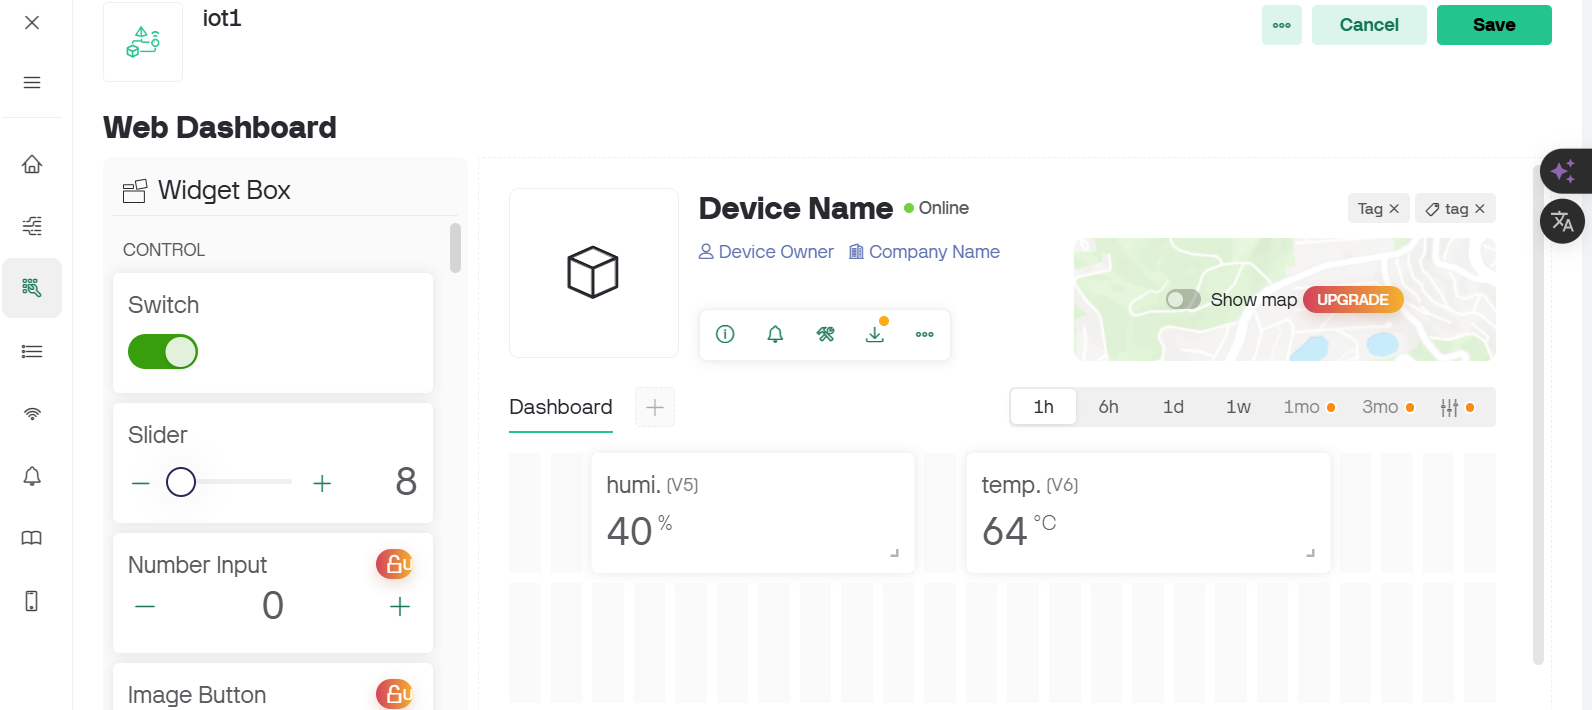 iot1
Cancel
Save
Web Dashboard
Widget Box
CONTROL
Switch
Slider
8
Number Input
U
0
Image Button
U
Device Name
Online
Tag
tag
Device Owner
Company Name
Show map
UPGRADE
Dashboard
1h 6h 1d 1w 1mo 3mo
humi. (V5)
40 %
temp. (V6)
64 °C